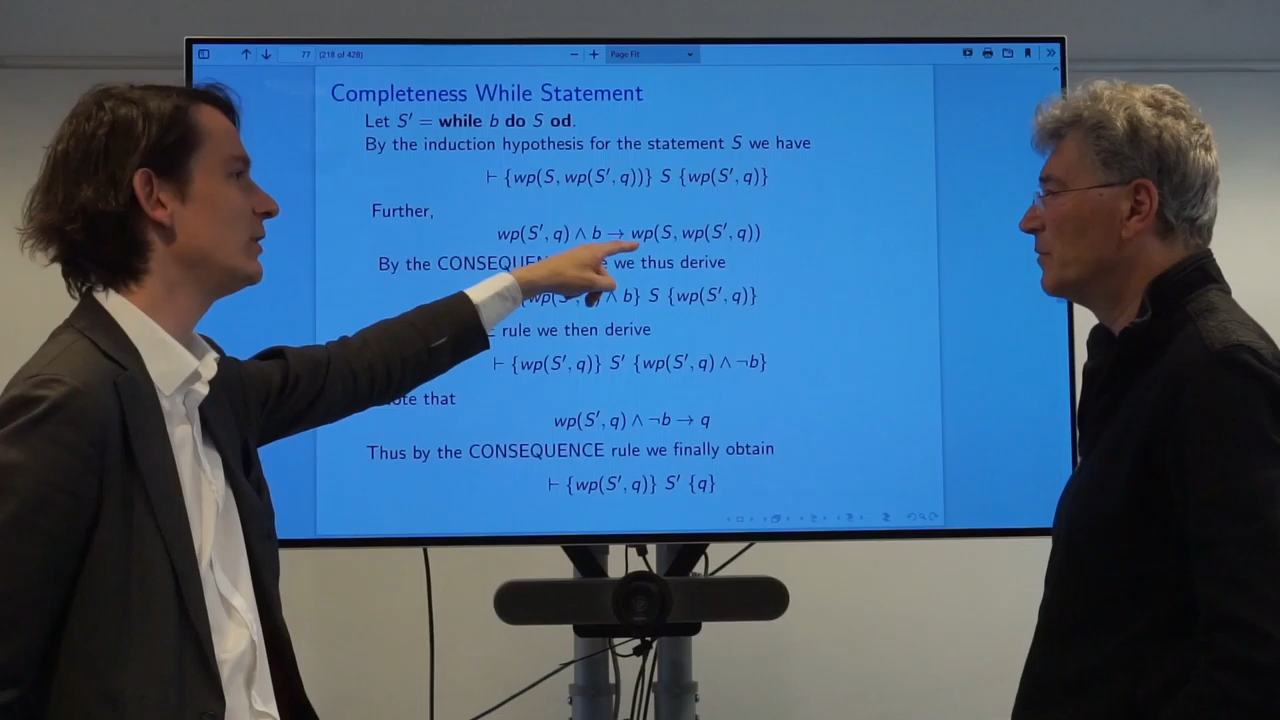 77 (218 of 428) − + Page Fit
Completeness While Statement
Let S′ = while b do S od.
By the induction hypothesis for the statement S we have
⊢ {wp(S, wp(S′, q))} S {wp(S′, q)}
Further,
wp(S′, q) ∧ b → wp(S, wp(S′, q))
By the CONSEQUEN we thus derive
{wp(S′, ∧ b} S {wp(S′, q)}
rule we then derive
⊢ {wp(S′, q)} S′ {wp(S′, q) ∧ ¬b}
that
wp(S′, q) ∧ ¬b → q
Thus by the CONSEQUENCE rule we finally obtain
⊢ {wp(S′, q)} S′ {q}